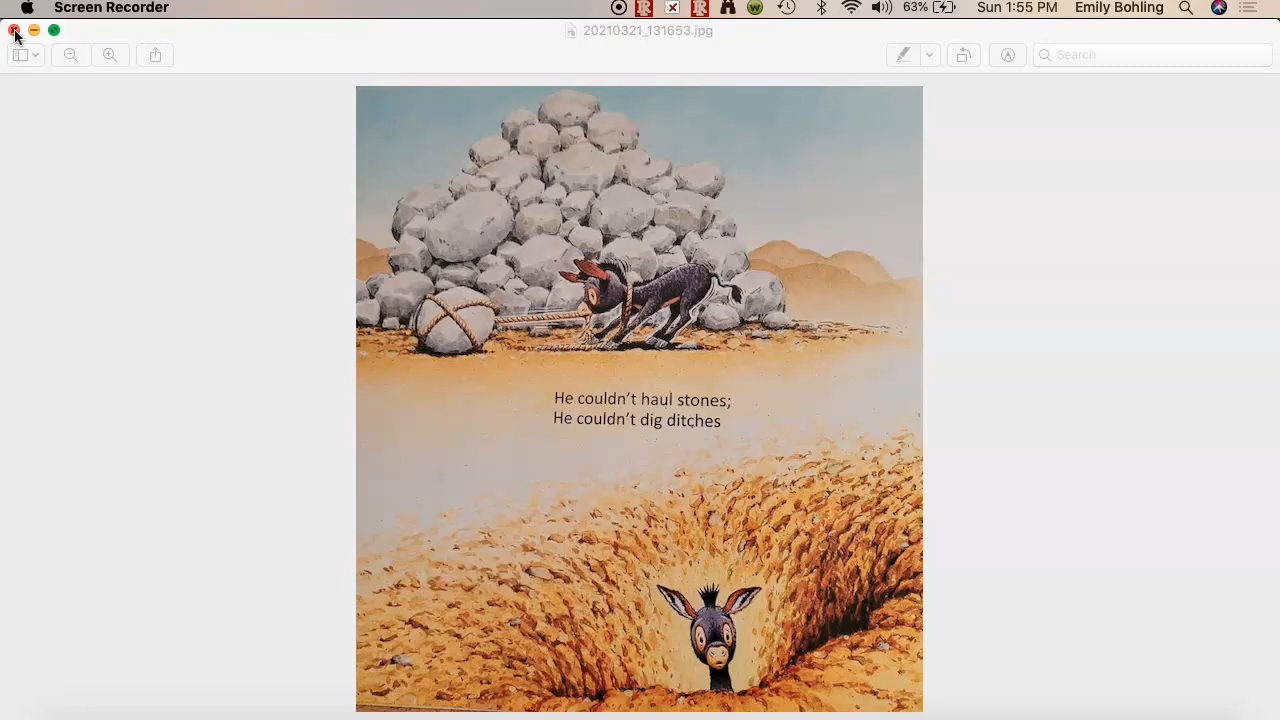 Screen Recorder
63%
Sun 1:55 PM
Emily Bohling
20210321_131653.jpg
Search
He couldn't haul stones;
He couldn't dig ditches